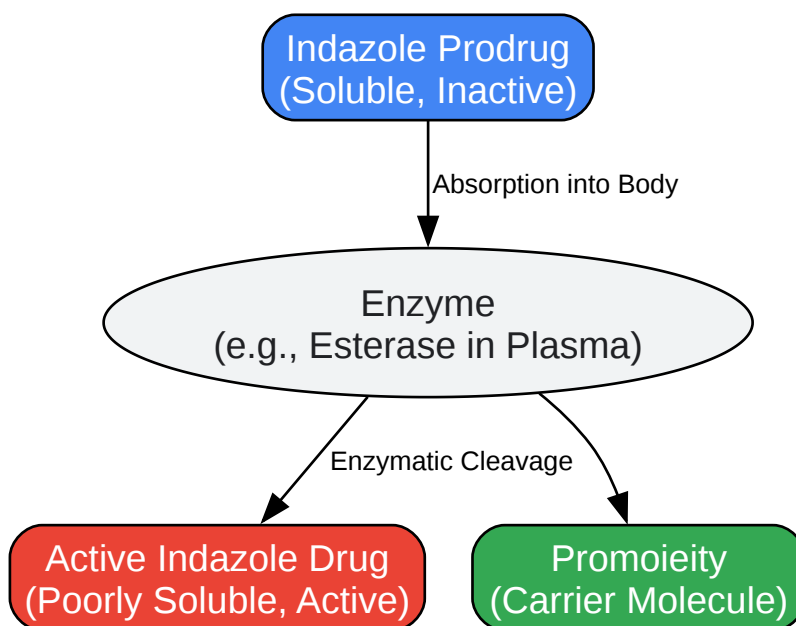 Indazole Prodrug
(Soluble, Inactive)
Absorption into Body
Enzyme
(e.g., Esterase in Plasma)
Enzymatic Cleavage
Active Indazole Drug
(Poorly Soluble, Active)
Promoieity
(Carrier Molecule)